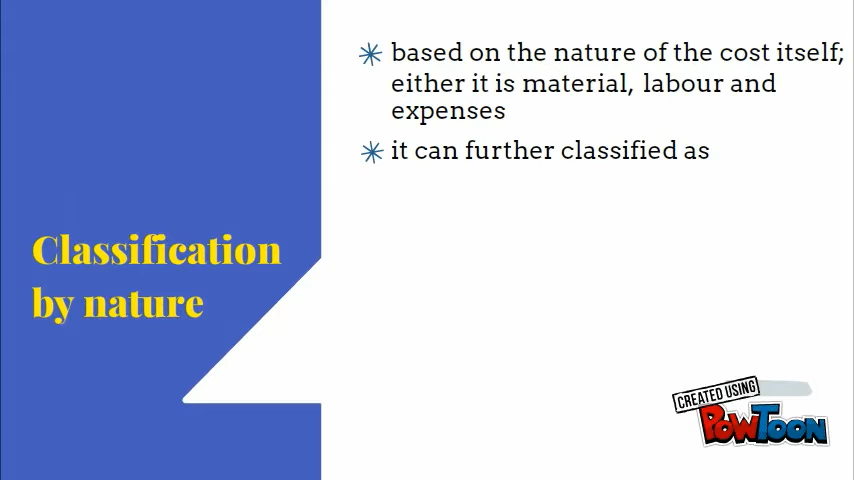 Classification
by nature
based on the nature of the cost itself;
either it is material, labour and
expenses
it can further classified as
CREATED USING
POWTOON